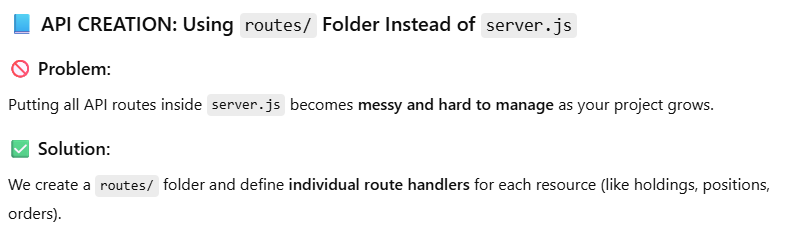 📘 API CREATION: Using routes/ Folder Instead of server.js
🚫 Problem:
Putting all API routes inside server.js becomes messy and hard to manage as your project grows.
✅ Solution:
We create a routes/ folder and define individual route handlers for each resource (like holdings, positions,
orders).